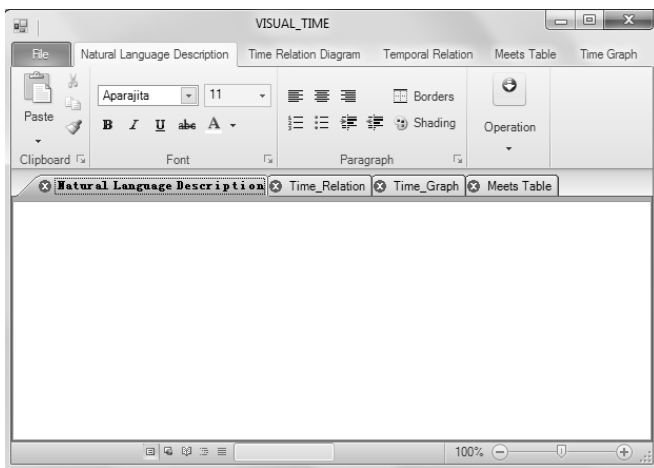 VISUAL_TIME
File Natural Language Description Time Relation Diagram Temporal Relation Meets Table Time Graph
Aparajita 11 Borders
Paste B I U abc A Shading Operation
Clipboard Font Paragraph
Natural Language Description Time_Relation Time_Graph Meets Table
100%